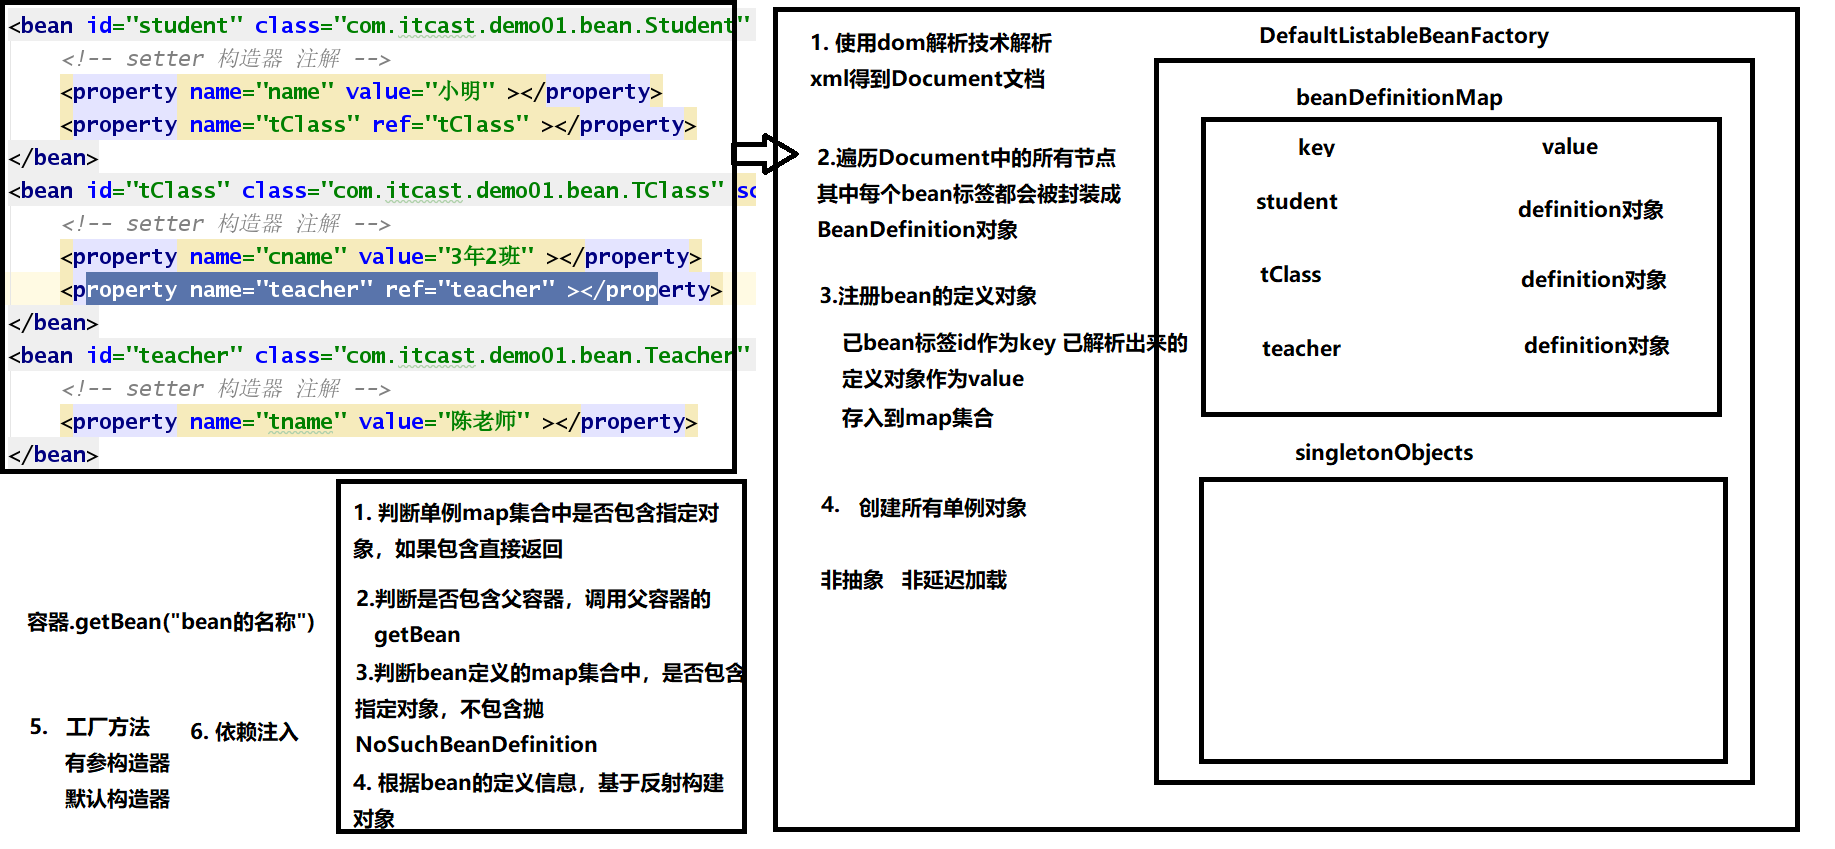 <bean id="student" class="com.itcast.demo01.bean.Student"
<!-- setter 构造器 注解 -->
<property name="name" value="小明" ></property>
<property name="tClass" ref="tClass" ></property>
</bean>
<bean id="tClass" class="com.itcast.demo01.bean.TClass" sc
<!-- setter 构造器 注解 -->
<property name="cname" value="3年2班" ></property>
<property name="teacher" ref="teacher" ></property>
</bean>
<bean id="teacher" class="com.itcast.demo01.bean.Teacher"
<!-- setter 构造器 注解 -->
<property name="tname" value="陈老师" ></property>
</bean>
容器.getBean("bean的名称")
5. 工厂方法
有参构造器
默认构造器
6. 依赖注入
1. 判断单例map集合中是否包含指定对
象，如果包含直接返回
2.判断是否包含父容器，调用父容器的
getBean
3.判断bean定义的map集合中，是否包含
指定对象，不包含抛
NoSuchBeanDefinition
4. 根据bean的定义信息，基于反射构建
对象
1. 使用dom解析技术解析
xml得到Document文档
2.遍历Document中的所有节点
其中每个bean标签都会被封装成
BeanDefinition对象
3.注册bean的定义对象
已bean标签id作为key 已解析出来的
定义对象作为value
存入到map集合
4. 创建所有单例对象
非抽象 非延迟加载
DefaultListableBeanFactory
beanDefinitionMap
key value
student definition对象
tClass definition对象
teacher definition对象
singletonObjects